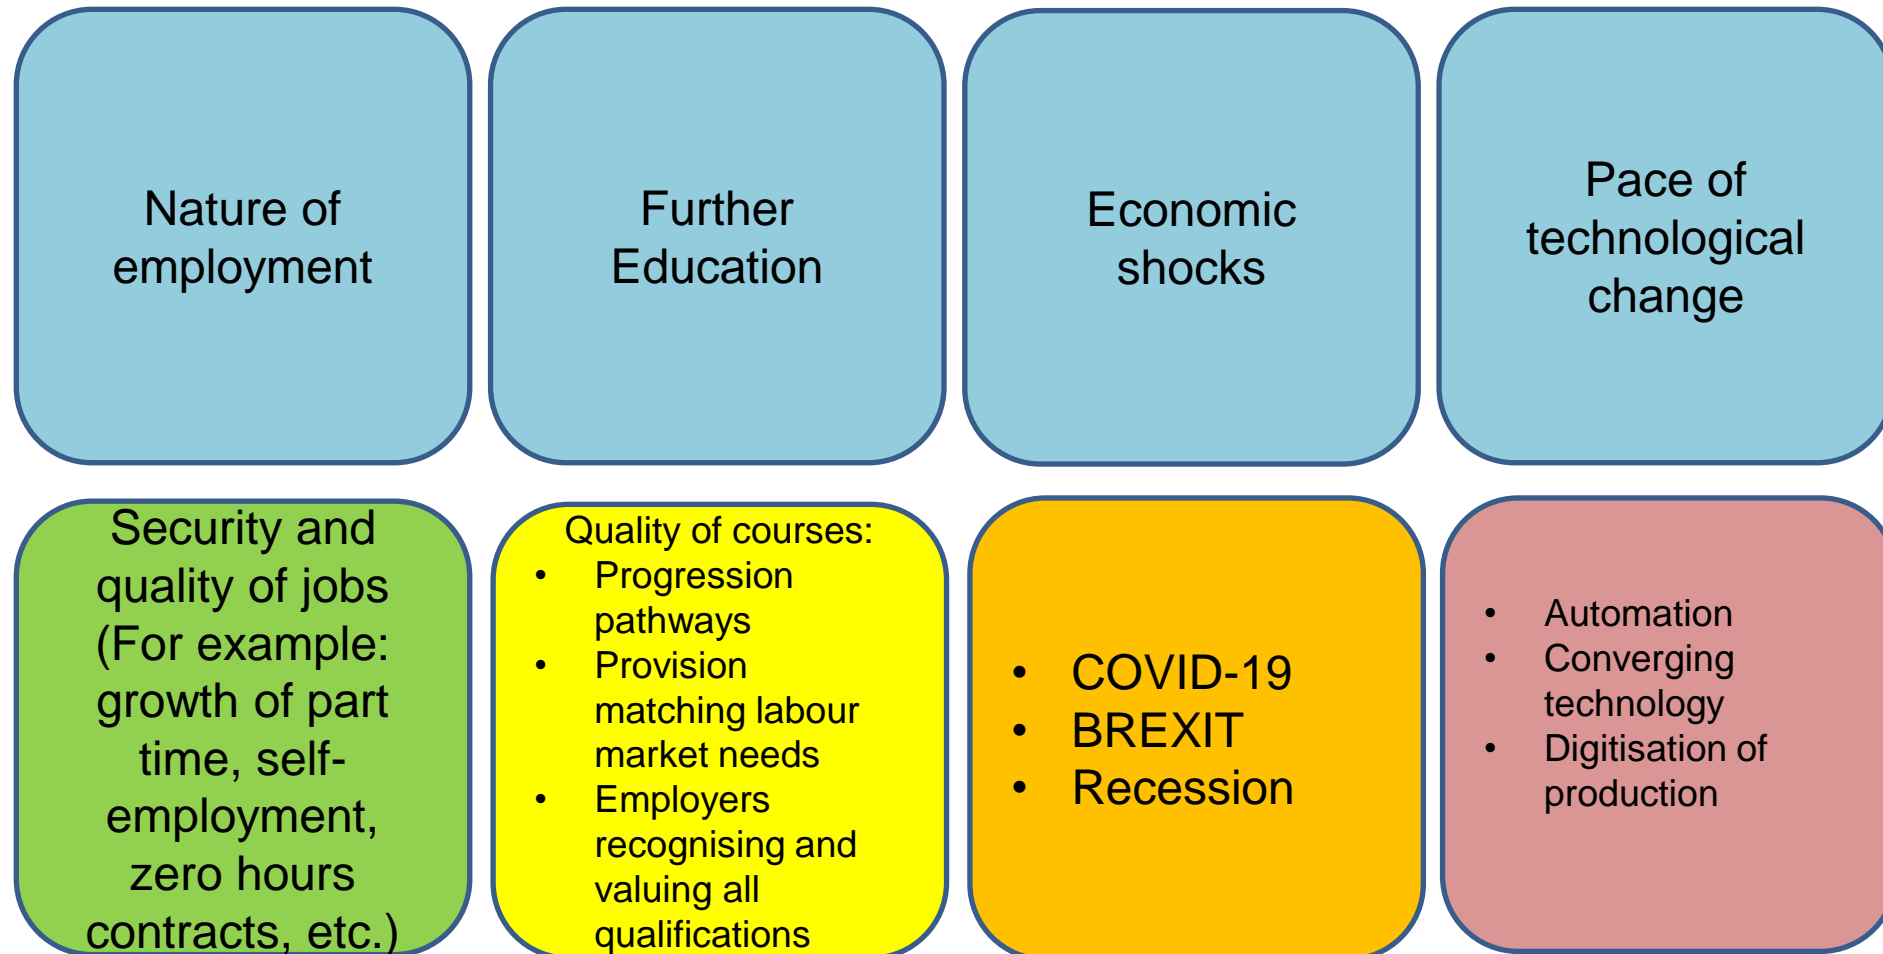 Nature of
employment
Further
Education
Economic
shocks
Pace of
technological
change
Security and
quality of jobs
(For example:
growth of part
time, self-
employment,
zero hours
contracts, etc.)
Quality of courses:
• Progression
pathways
• Provision
matching labour
market needs
• Employers
recognising and
valuing all
qualifications
• COVID-19
• BREXIT
• Recession
• Automation
• Converging
technology
• Digitisation of
production